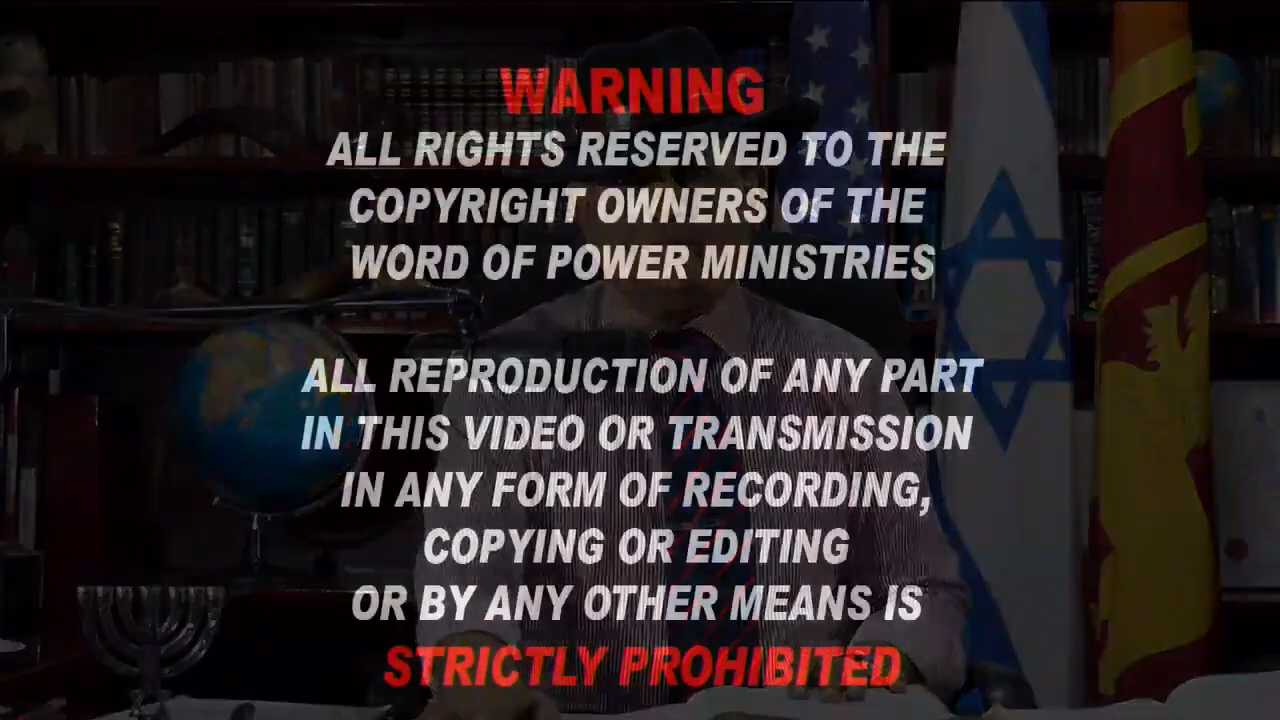 WARNING
ALL RIGHTS RESERVED TO THE
COPYRIGHT OWNERS OF THE
WORD OF POWER MINISTRIES
ALL REPRODUCTION OF ANY PART
IN THIS VIDEO OR TRANSMISSION
IN ANY FORM OF RECORDING,
COPYING OR EDITING
OR BY ANY OTHER MEANS IS
STRICTLY PROHIBITED